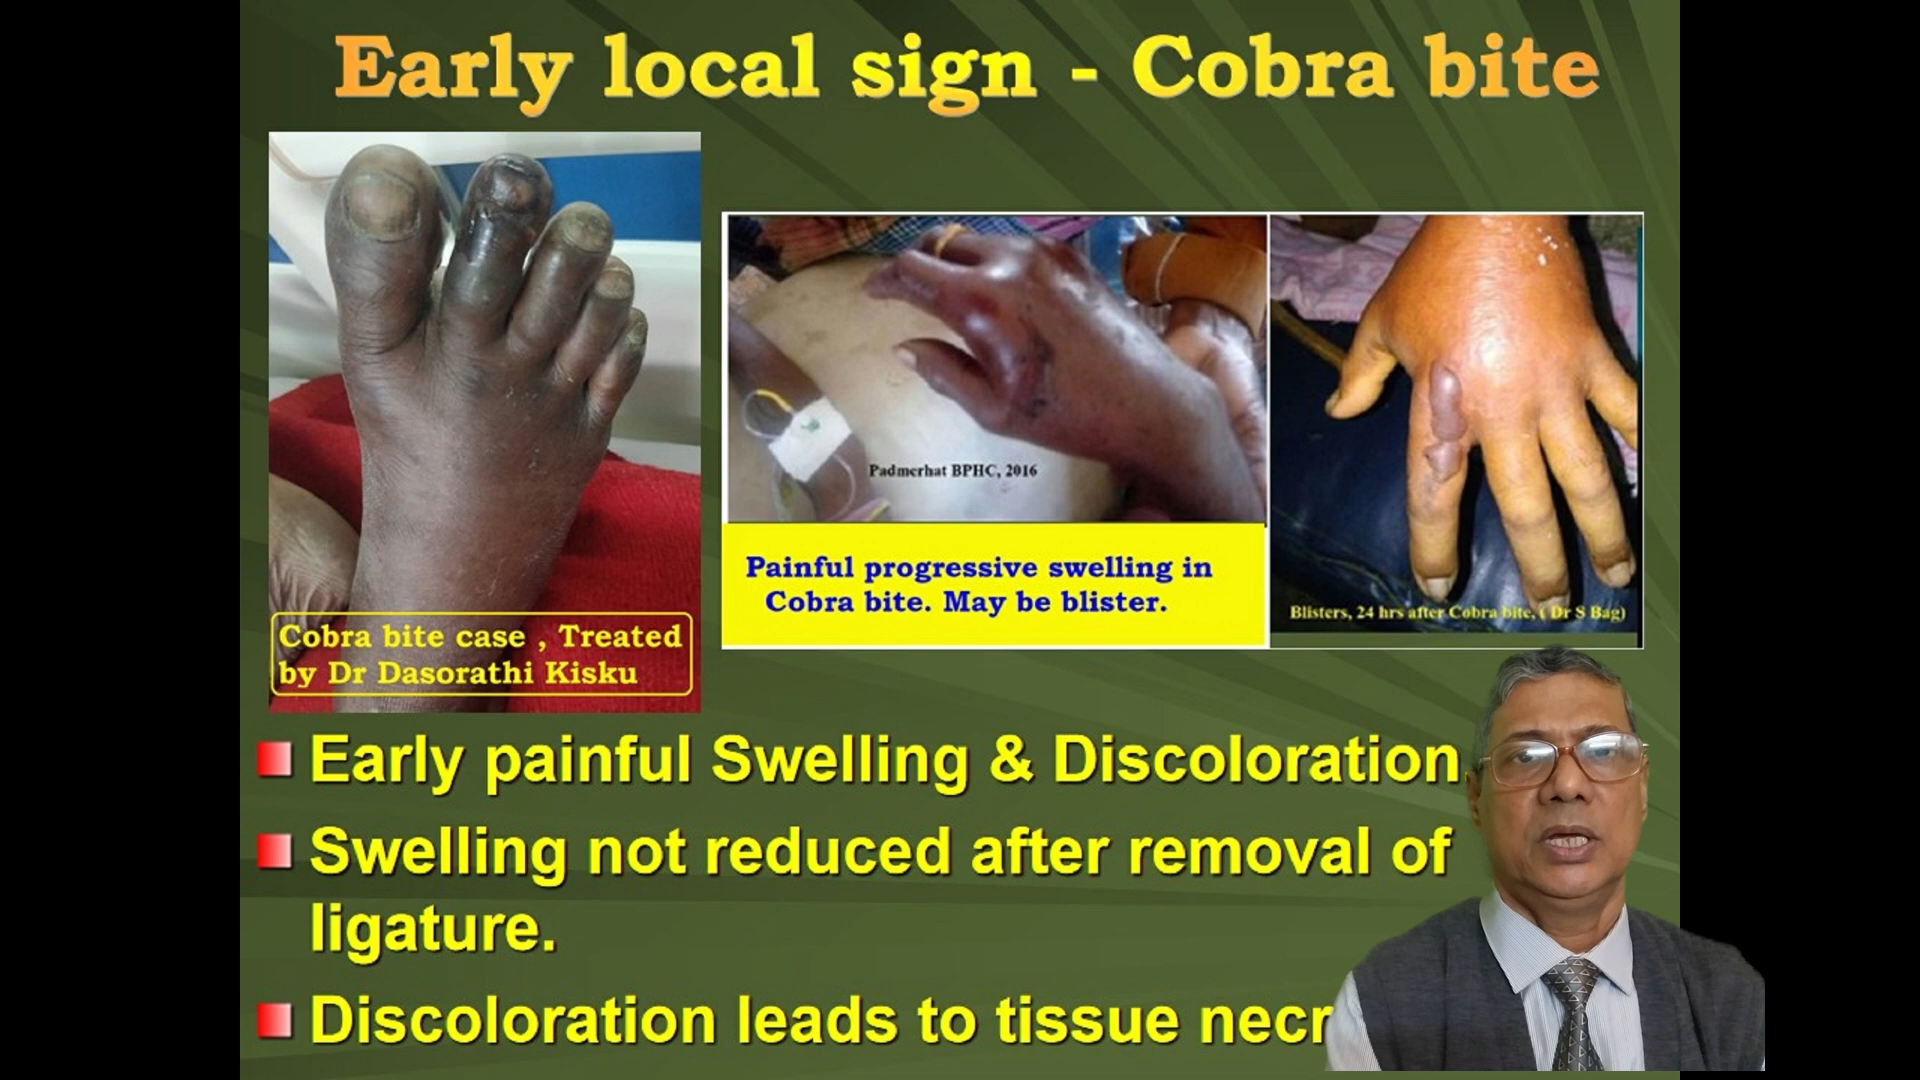 Early local sign - Cobra bite
Cobra bite case , Treated
by Dr Dasorathi Kisku
Padmerhat BPHC, 2016
Painful progressive swelling in
Cobra bite. May be blister.
Blisters, 24 hrs after Cobra bite, ( Dr S Bag)
Early painful Swelling & Discoloration
Swelling not reduced after removal of
ligature.
Discoloration leads to tissue